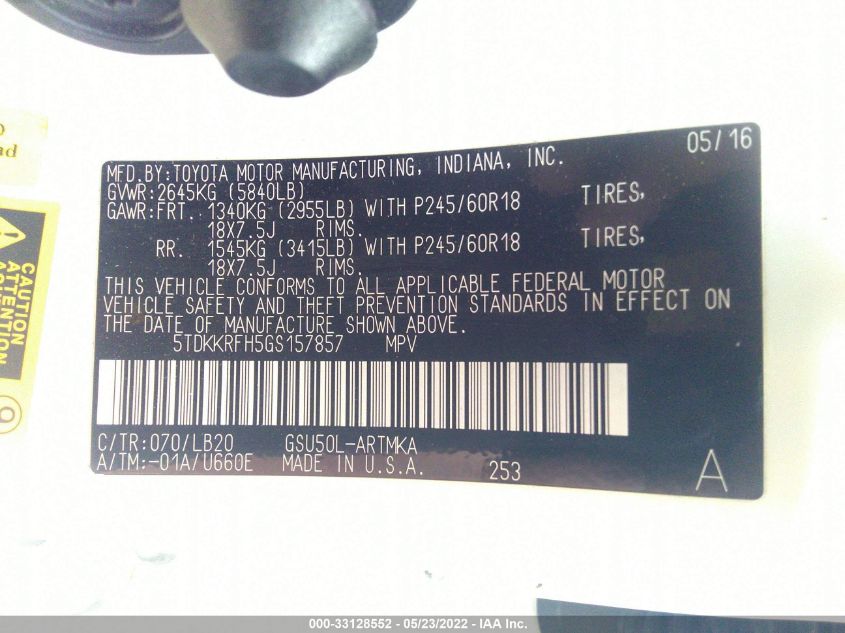 05/16
MFD.BY:TOYOTA MOTOR MANUFACTURING, INDIANA, INC.
GVWR:2645KG (5840LB)
GAWR:FRT. 1340KG (2955LB) WITH P245/60R18 TIRES,
18X7.5J RIMS.
RR. 1545KG (3415LB) WITH P245/60R18 TIRES,
18X7.5J RIMS.
THIS VEHICLE CONFORMS TO ALL APPLICABLE FEDERAL MOTOR
VEHICLE SAFETY AND THEFT PREVENTION STANDARDS IN EFFECT ON
THE DATE OF MANUFACTURE SHOWN ABOVE.
5TDKKRFH5GS157857 MPV
C/TR:070/LB20 GSU50L-ARTMKA
A/TM:-01A/U660E MADE IN U.S.A. 253 A
CAUTION
ATTENTION
000-33128552 - 05/23/2022 - IAA Inc.